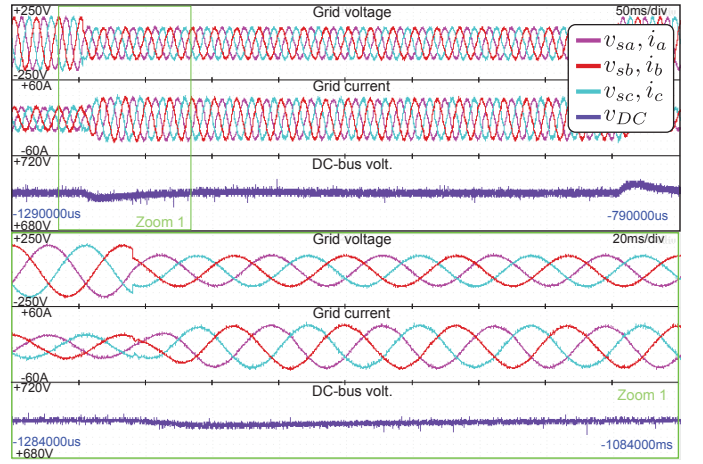 +250V
Grid voltage
50ms/div
-250V
+60A
Grid current
-60A
+720V
DC-bus volt.
-1290000us
+680V
Zoom 1
-790000us
v_{sa}, i_a
v_{sb}, i_b
v_{sc}, i_c
v_{DC}
+250V
Grid voltage
20ms/div
-250V
+60A
Grid current
-60A
+720V
DC-bus volt.
Zoom 1
-1284000us
+680V
-1084000ms